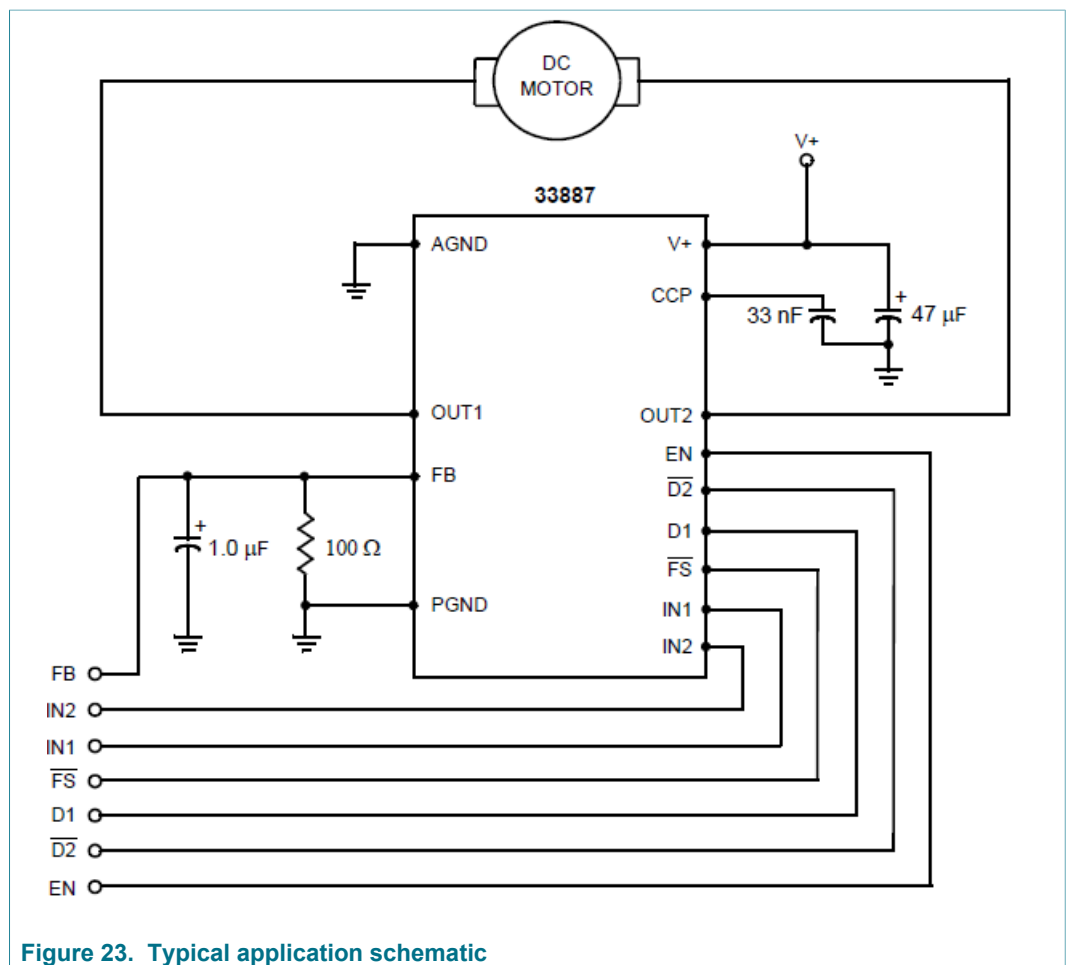 DC
MOTOR
V+
33887
AGND
V+
CCP
+
33 nF
47 µF
OUT1
OUT2
FB
EN
D2
+
1.0 µF
100 Ω
D1
FS
PGND
IN1
IN2
FB
IN2
IN1
FS
D1
D2
EN
Figure 23. Typical application schematic